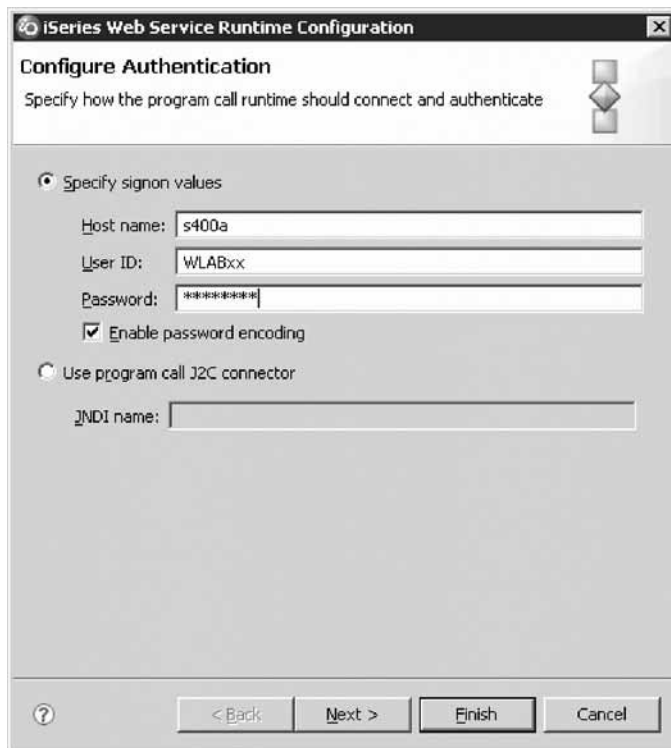 iSeries Web Service Runtime Configuration
Configure Authentication
Specify how the program call runtime should connect and authenticate
Specify signon values
Host name: s400a
User ID: WLABxx
Password: ********
Enable password encoding
Use program call J2C connector
JNDI name:
? < Back Next > Finish Cancel